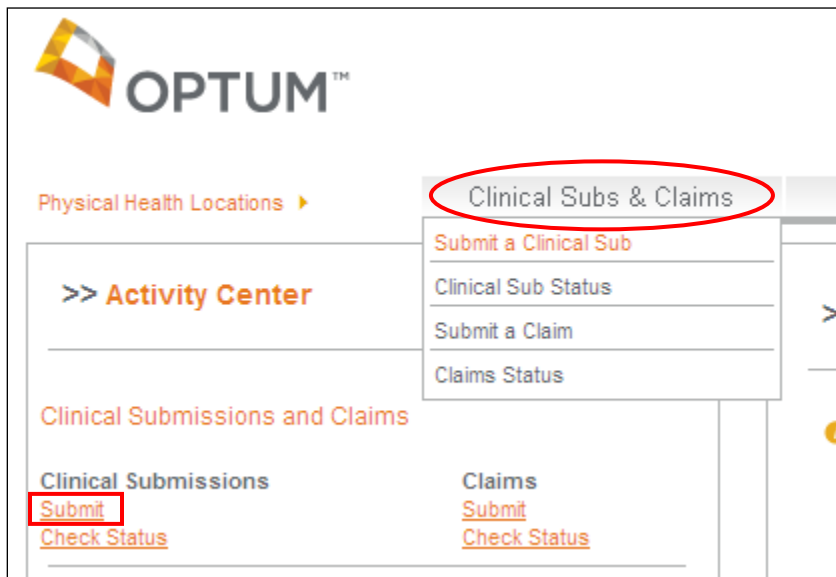 OPTUM™
Physical Health Locations
Clinical Subs & Claims
Submit a Clinical Sub
Clinical Sub Status
Submit a Claim
Claims Status
>> Activity Center
Clinical Submissions and Claims
Clinical Submissions Claims
Submit Submit
Check Status Check Status